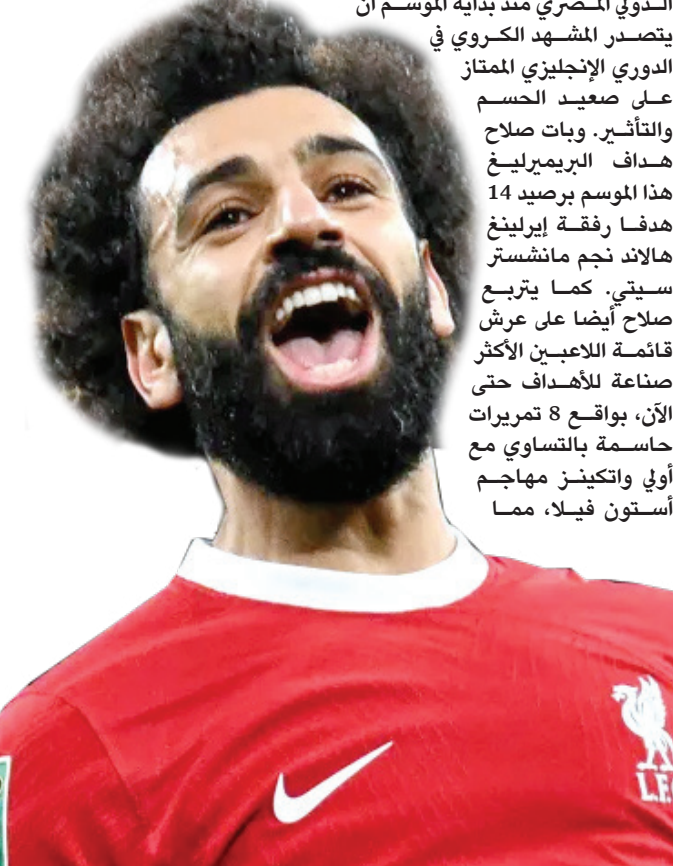 الدولي المصري منذ بداية الموسم أن
يتصدر المشهد الكروي في
الدوري الإنجليزي الممتاز
على صعيد الحسم
والتأثير. وبات صلاح
هداف البريميرليغ
هذا الموسم برصيد 14
هدفا رفقة إيرلينغ
هالاند نجم مانشستر
سيتي. كما يتربع
صلاح أيضا على عرش
قائمة اللاعبين الأكثر
صناعة للأهداف حتى
الآن، بواقع 8 تمريرات
حاسمة بالتساوي مع
أولي واتكينز مهاجم
أستون فيلا، مما
L.F.